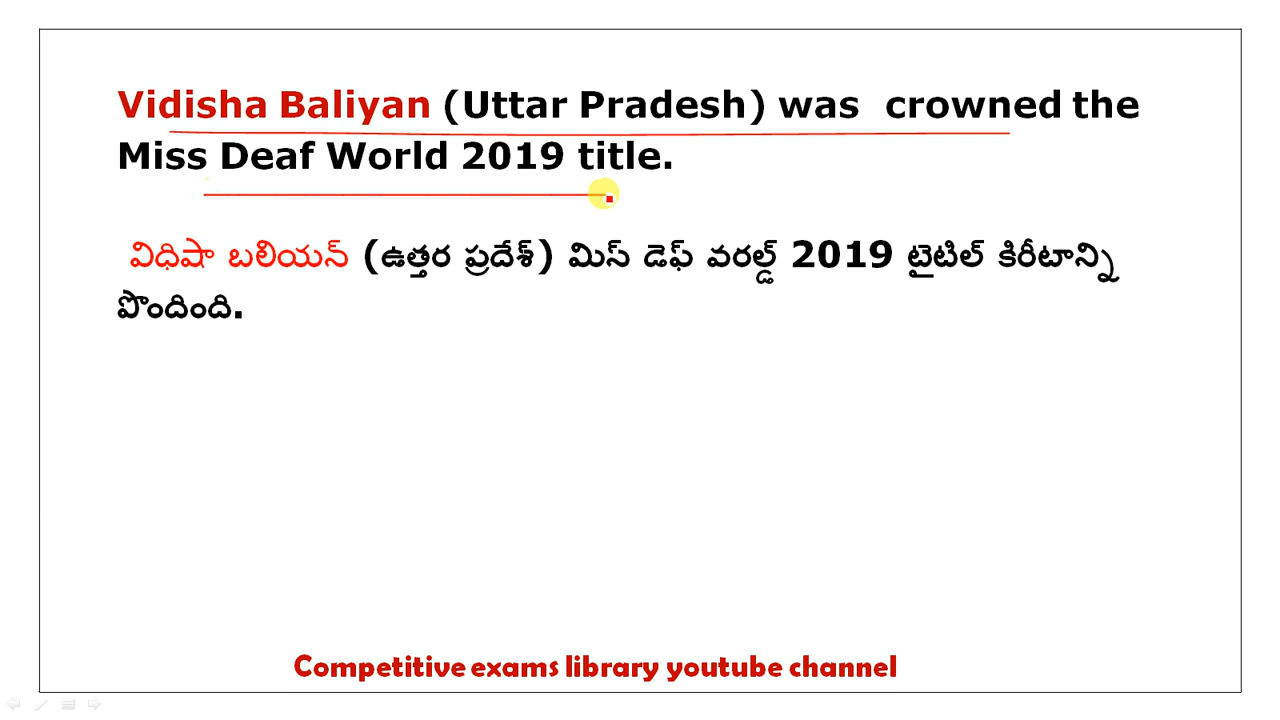 Vidisha Baliyan (Uttar Pradesh) was crowned the
Miss Deaf World 2019 title.
విధిషా బలియన్ (ఉత్తర ప్రదేశ్) మిస్ డెఫ్ వరల్డ్ 2019 టైటిల్ కిరీటాన్ని
పొందింది.
Competitive exams library youtube channel